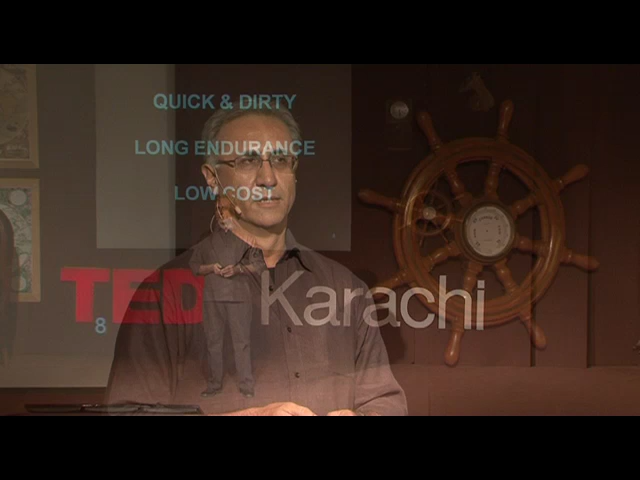 QUICK & DIRTY
LONG ENDURANCE
LOW COST
TED Karachi
8